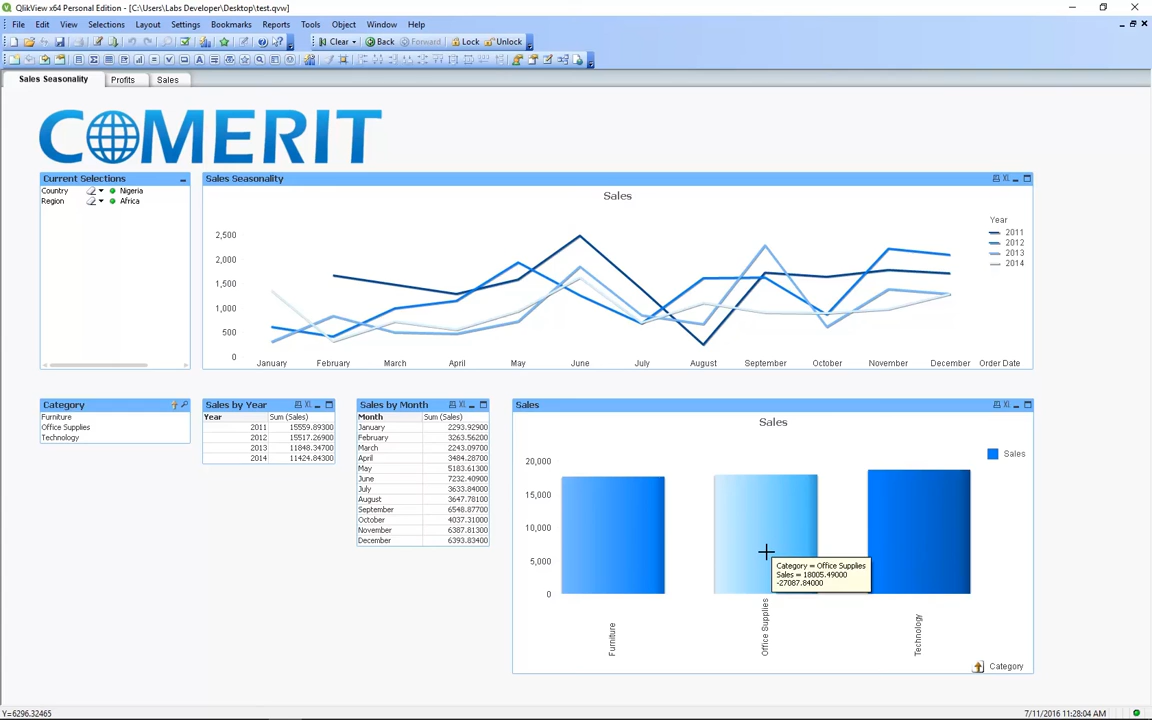 QlikView x64 Personal Edition - [C:\Users\Labs Developer\Desktop\test.qvw]
File Edit View Selections Layout Settings Bookmarks Reports Tools Object Window Help
Clear Back Forward Lock Unlock
Sales Seasonality Profits Sales
COMERIT
Current Selections
Country Nigeria
Region Africa
Sales Seasonality
XL
Sales
Year
2011
2012
2013
2014
2,500
2,000
1,500
1,000
500
0
January February March April May June July August September October November December Order Date
Category
Furniture
Office Supplies
Technology
Sales by Year XL
Year Sum (Sales)
2011 15559.89300
2012 15517.26900
2013 11848.34700
2014 11424.84300
Sales by Month XL
Month Sum (Sales)
January 2293.92900
February 3263.56200
March 2243.09700
April 3484.28700
May 5183.61300
June 7232.40900
July 3633.84000
August 3647.78100
September 6548.87700
October 4037.31000
November 6387.81300
December 6393.83400
Sales XL
Sales
Sales
20,000
15,000
10,000
5,000
0
Category = Office Supplies
Sales = 18005.49000
-27087.84000
Furniture
Office Supplies
Technology
Category
Y=6296.32465
7/11/2016 11:28:04 AM